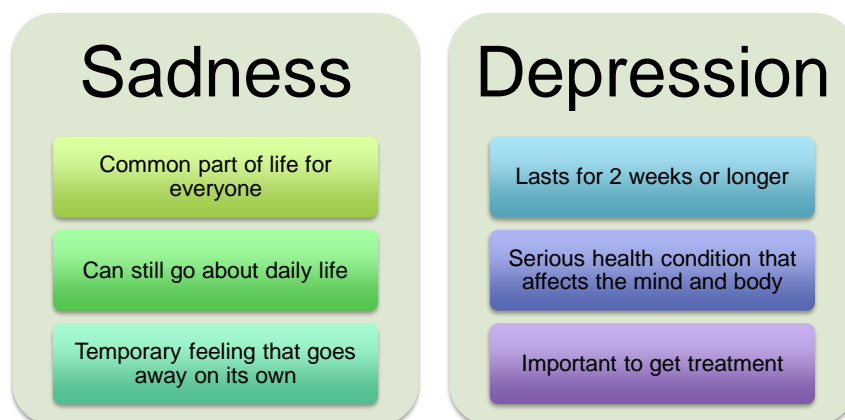 Sadness
Common part of life for
everyone
Can still go about daily life
Temporary feeling that goes
away on its own
Depression
Lasts for 2 weeks or longer
Serious health condition that
affects the mind and body
Important to get treatment